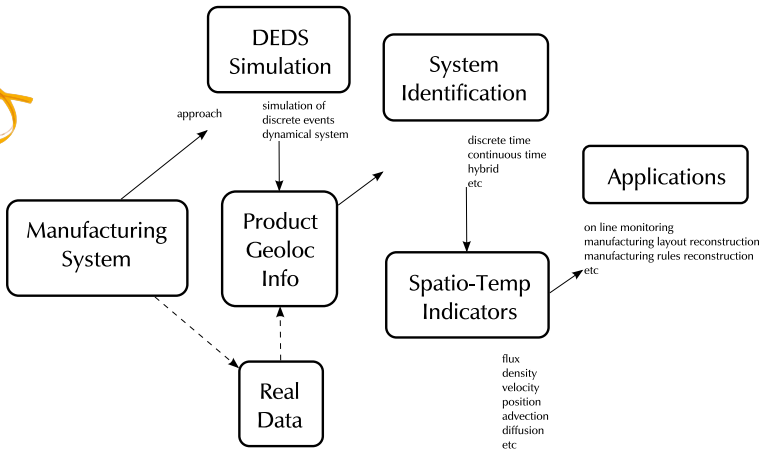 DEDS
Simulation
System
Identification
approach
simulation of
discrete events
dynamical system
discrete time
continuous time
hybrid
etc
Applications
Manufacturing
System
Product
Geoloc
Info
on line monitoring
manufacturing layout reconstruction
manufacturing rules reconstruction
etc
Spatio-Temp
Indicators
Real
Data
flux
density
velocity
position
advection
diffusion
etc